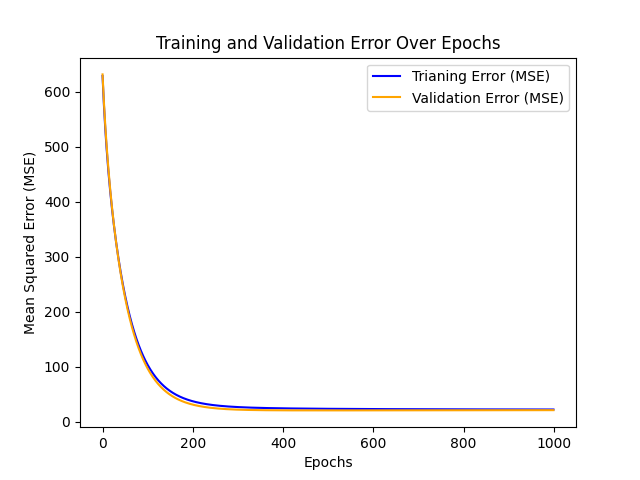 Training and Validation Error Over Epochs
Trianing Error (MSE)
Validation Error (MSE)
Mean Squared Error (MSE)
600
500
400
300
200
100
0
0 200 400 600 800 1000
Epochs